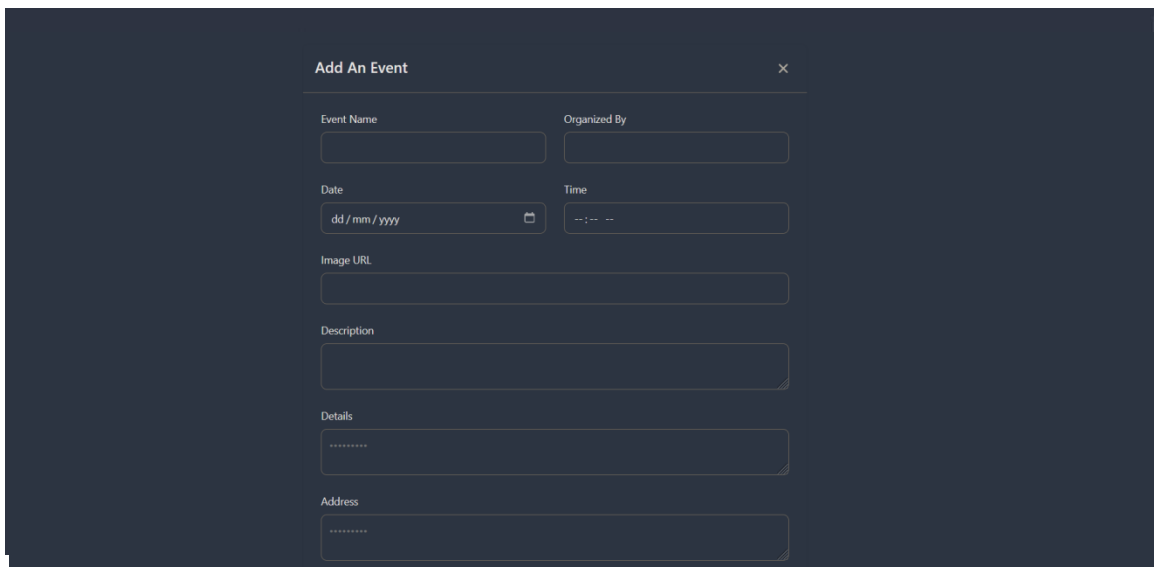 Add An Event ×
Event Name Organized By
Date Time
dd/mm/yyyy --:-- --
Image URL
Description
Details
•••••••••
Address
•••••••••